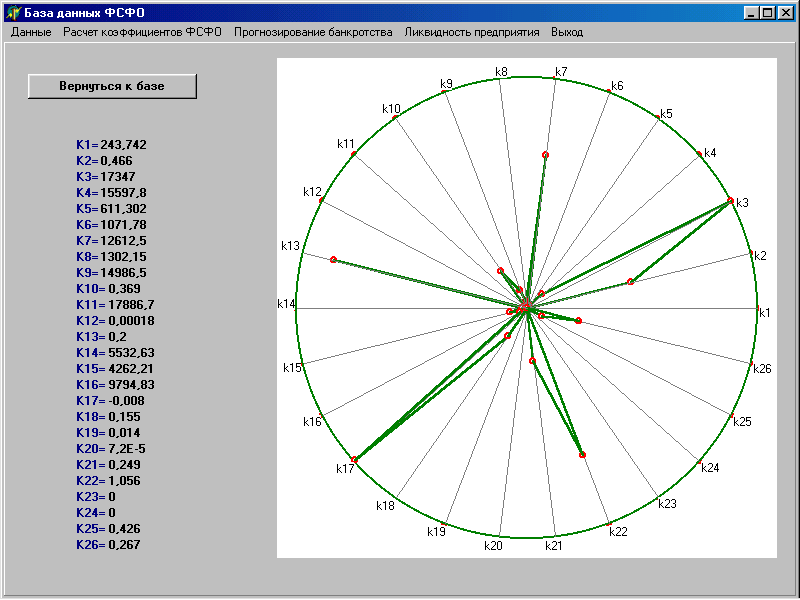 База данных ФСФО
Данные Расчет коэффициентов ФСФО Прогнозирование банкротства Ликвидность предприятия Выход
Вернуться к базе
K1= 243,742
K2= 0,466
K3= 17347
K4= 15597,8
K5= 611,302
K6= 1071,78
K7= 12612,5
K8= 1302,15
K9= 14986,5
K10= 0,369
K11= 17886,7
K12= 0,00018
K13= 0,2
K14= 5532,63
K15= 4262,21
K16= 9794,83
K17= -0,008
K18= 0,155
K19= 0,014
K20= 7,2E-5
K21= 0,249
K22= 1,056
K23= 0
K24= 0
K25= 0,426
K26= 0,267
k1
k2
k3
k4
k5
k6
k7
k8
k9
k10
k11
k12
k13
k14
k15
k16
k17
k18
k19
k20
k21
k22
k23
k24
k25
k26